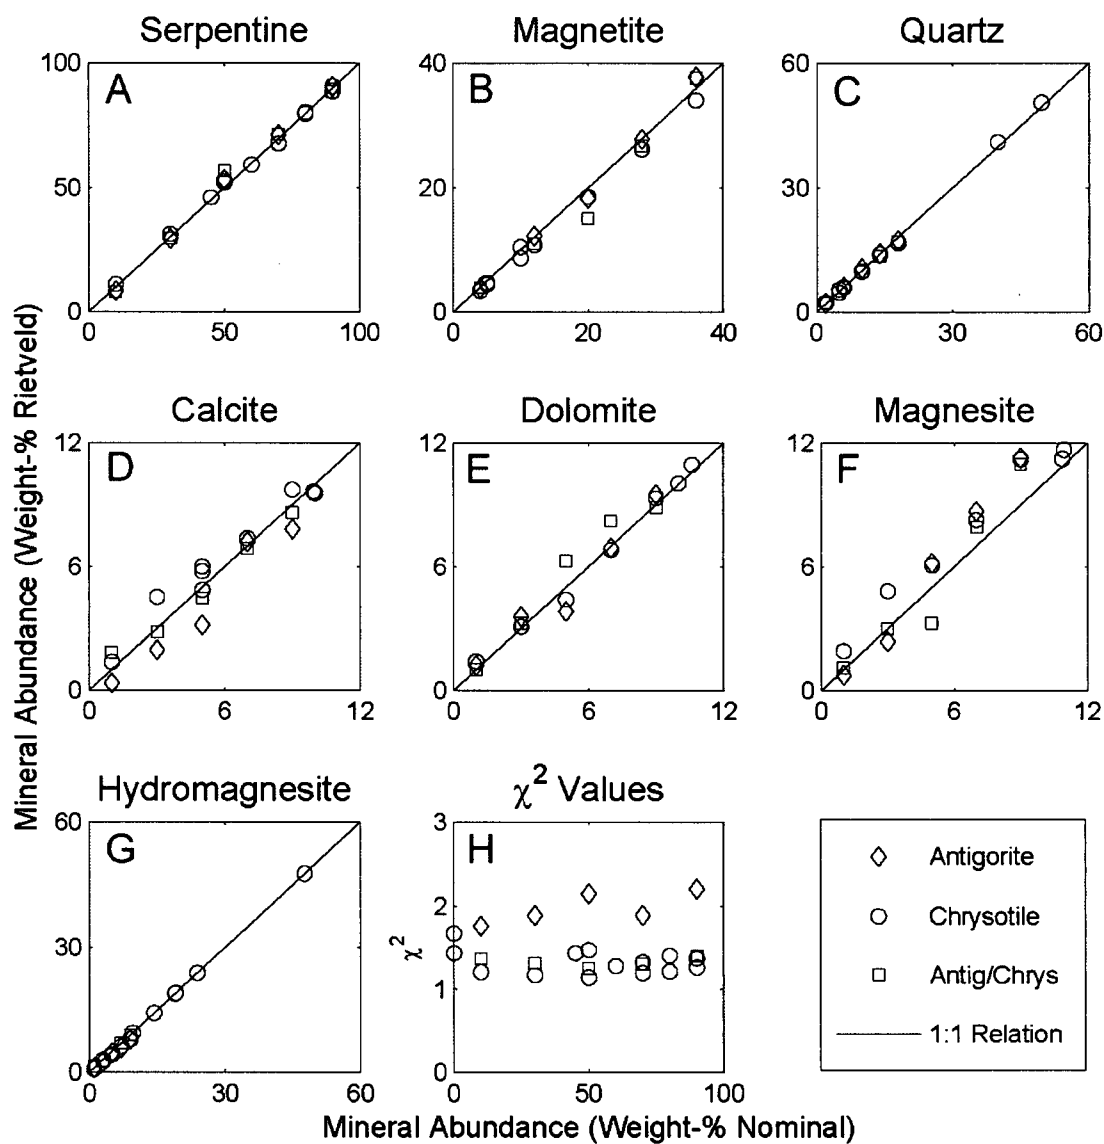 Serpentine Magnetite Quartz
100 40 60
A B C
50 20 30
0 0 0
0 50 100 0 20 40 0 30 60
Calcite Dolomite Magnesite
12 12 12
D E F
6 6 6
0 0 0
0 6 12 0 6 12 0 6 12
Mineral Abundance (Weight-% Rietveld)
Hydromagnesite χ² Values
60 3
G H
Antigorite
2
30 χ² Chrysotile
1
Antig/Chrys
1:1 Relation
0 0
0 30 60 0 50 100
Mineral Abundance (Weight-% Nominal)